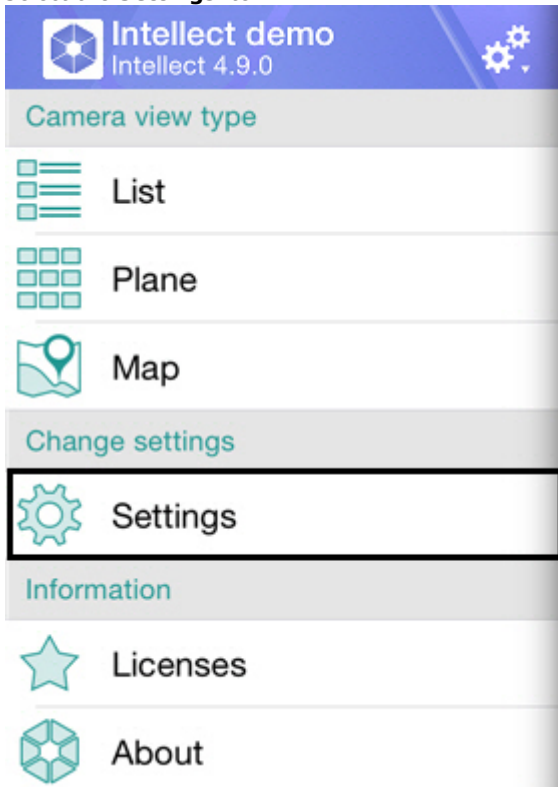 Intellect demo
Intellect 4.9.0
Camera view type
List
Plane
Map
Change settings
Settings
Information
Licenses
About